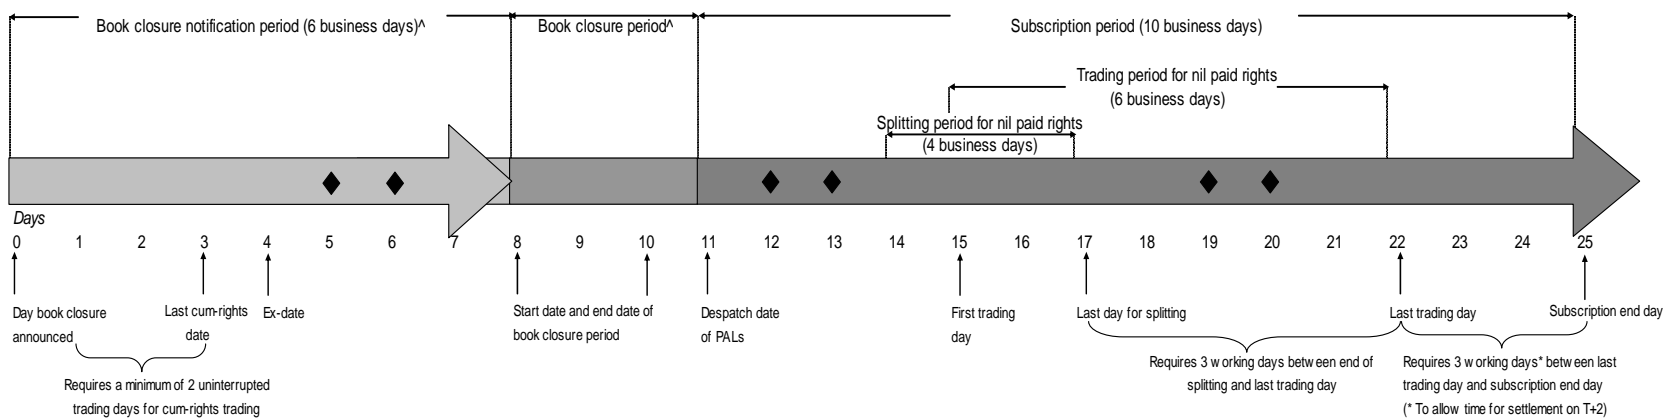 Book closure notification period (6 business days)^
Book closure period^
Subscription period (10 business days)
Trading period for nil paid rights
(6 business days)
Splitting period for nil paid rights
(4 business days)
Days
0 1 2 3 4 5 6 7 8 9 10 11 12 13 14 15 16 17 18 19 20 21 22 23 24 25
Day book closure
announced
Last cum-rights
date
Ex-date
Start date and end date of
book closure period
Despatch date
of PALs
First trading
day
Last day for splitting
Last trading day
Subscription end day
Requires a minimum of 2 uninterrupted
trading days for cum-rights trading
Requires 3 working days between end of
splitting and last trading day
Requires 3 working days* between last
trading day and subscription end day
(* To allow time for settlement on T+2)